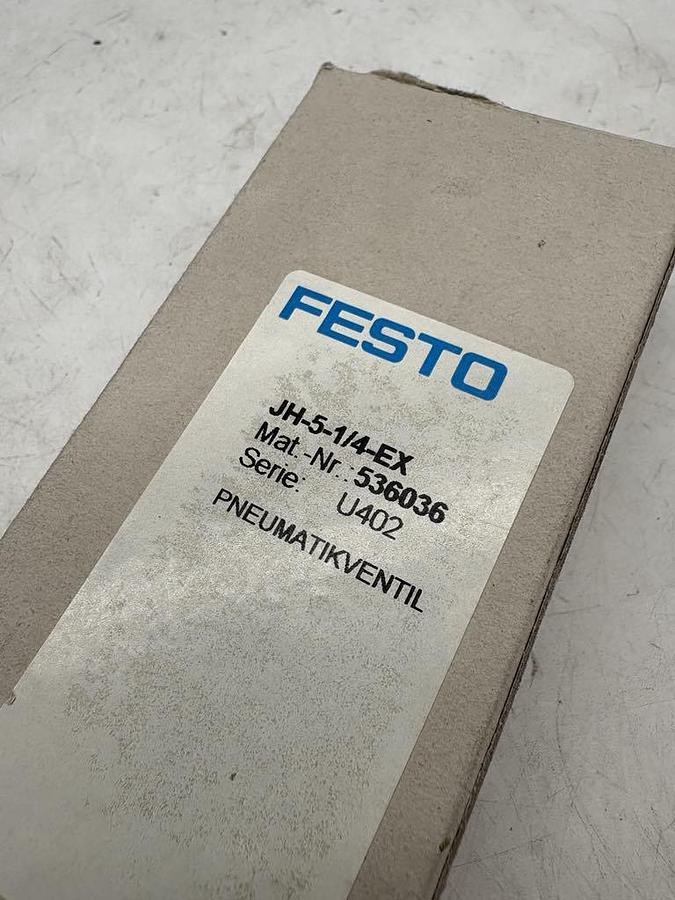 FESTO
JH-5-1/4-EX
Mat.-Nr.: 536036
Serie: U402
PNEUMATIKVENTIL